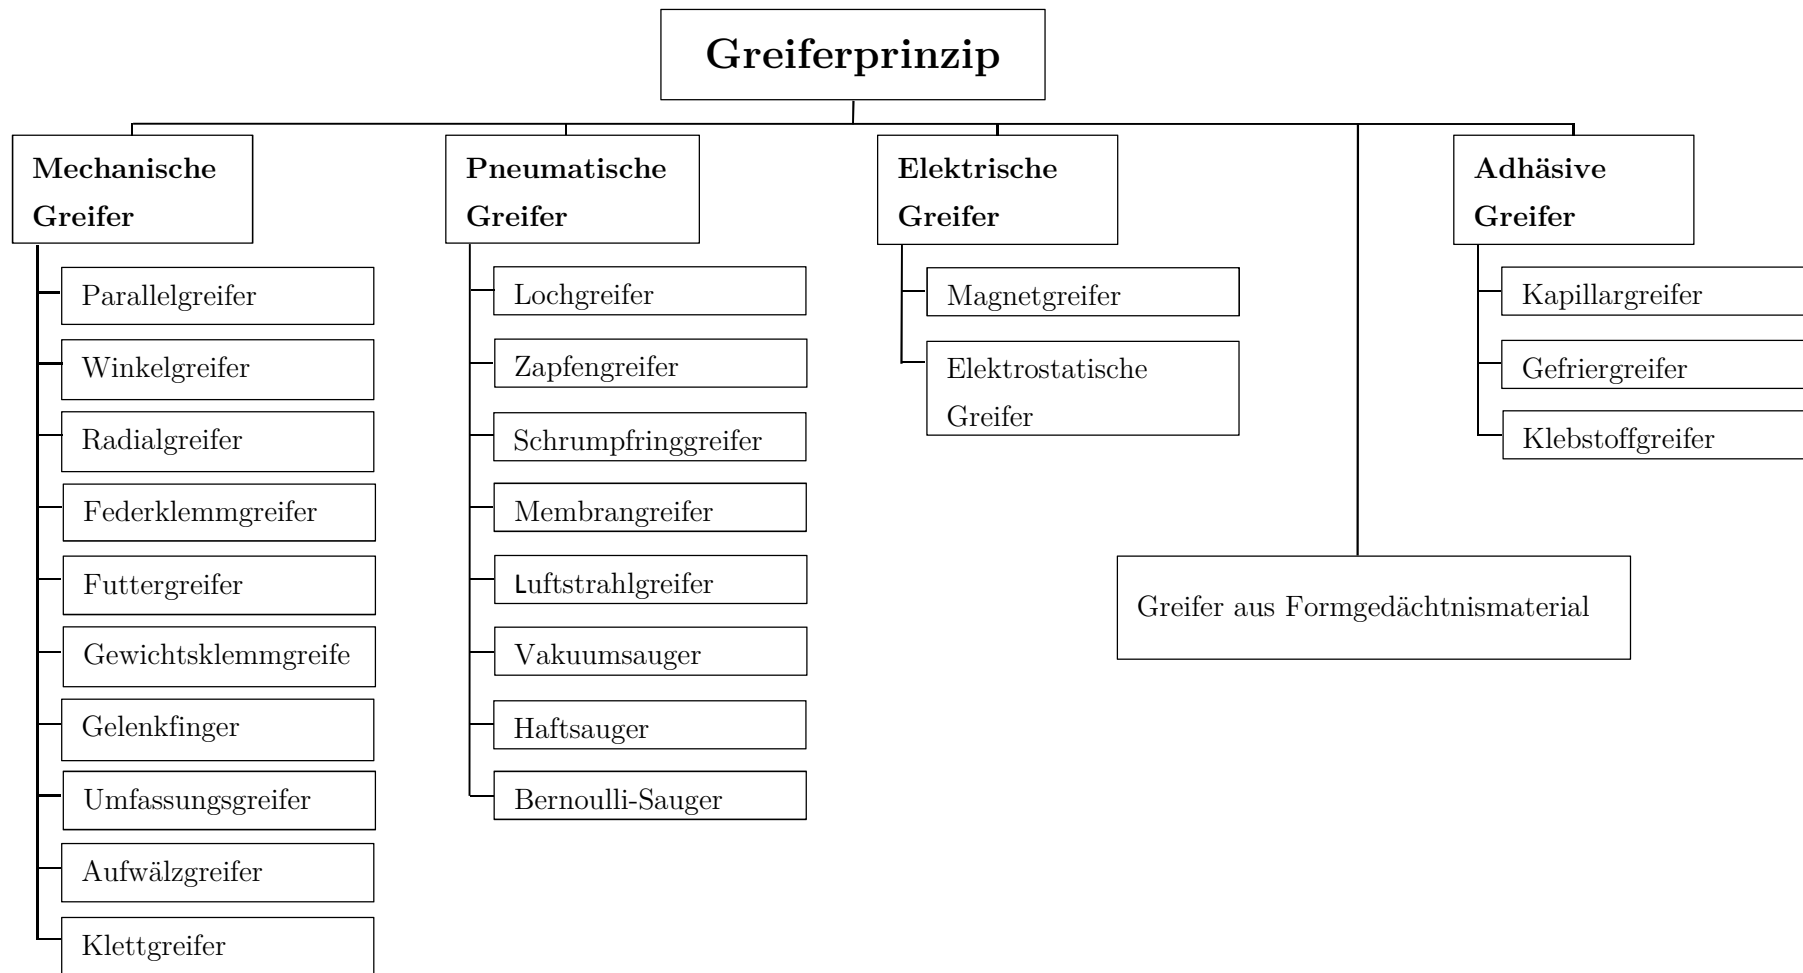 Greiferprinzip
Mechanische
Greifer
Parallelgreifer
Winkelgreifer
Radialgreifer
Federklemmgreifer
Futtergreifer
Gewichtsklemmgreife
Gelenkfinger
Umfassungsgreifer
Aufwälzgreifer
Klettgreifer
Pneumatische
Greifer
Lochgreifer
Zapfengreifer
Schrumpfringgreifer
Membrangreifer
Luftstrahlgreifer
Vakuumsauger
Haftsauger
Bernoulli-Sauger
Elektrische
Greifer
Magnetgreifer
Elektrostatische
Greifer
Greifer aus Formgedächtnismaterial
Adhäsive
Greifer
Kapillargreifer
Gefriergreifer
Klebstoffgreifer